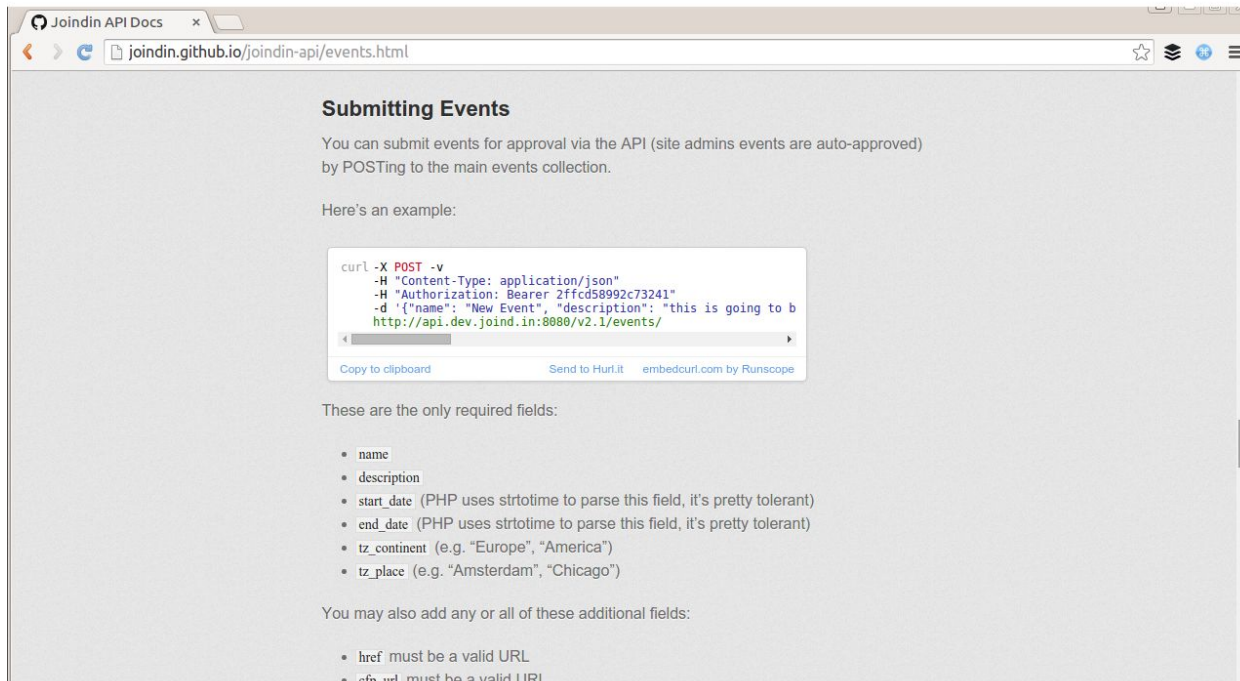 Joindin API Docs
joindin.github.io/joindin-api/events.html
Submitting Events
You can submit events for approval via the API (site admins events are auto-approved)
by POSTing to the main events collection.
Here's an example:
curl -X POST -v
-H "Content-Type: application/json"
-H "Authorization: Bearer 2ffcd58992c73241"
-d '{"name": "New Event", "description": "this is going to b
http://api.dev.joind.in:8080/v2.1/events/
Copy to clipboard Send to Hurl.it embedcurl.com by Runscope
These are the only required fields:
• name
• description
• start_date (PHP uses strtotime to parse this field, it's pretty tolerant)
• end_date (PHP uses strtotime to parse this field, it's pretty tolerant)
• tz_continent (e.g. “Europe”, “America”)
• tz_place (e.g. “Amsterdam”, “Chicago”)
You may also add any or all of these additional fields:
• href must be a valid URL
• cfp_url must be a valid URL